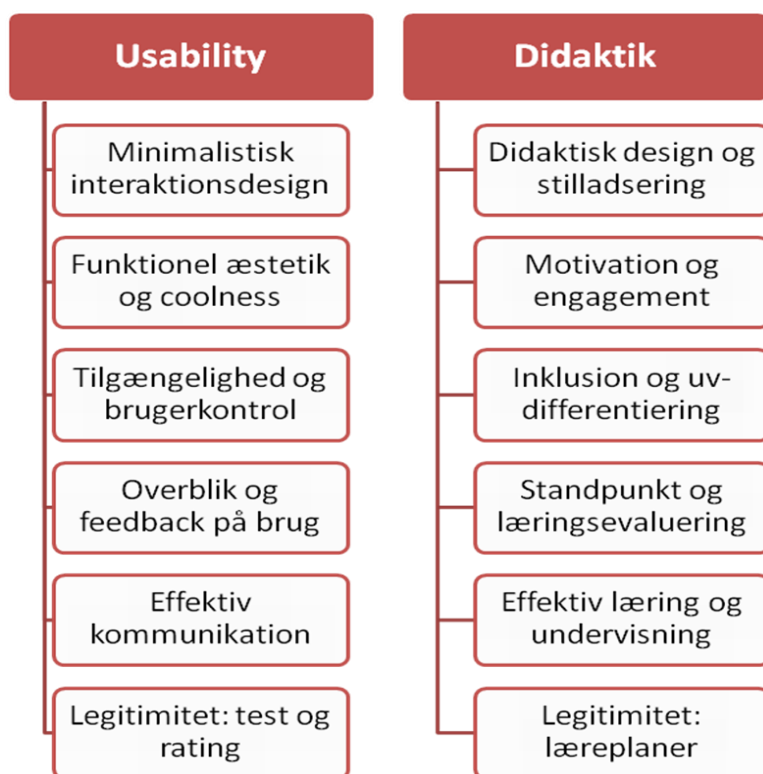 Usability
Minimalistisk
interaktionsdesign
Funktionel æstetik
og coolness
Tilgængelighed og
brugerkontrol
Overblik og
feedback på brug
Effektiv
kommunikation
Legitimitet: test og
rating
Didaktik
Didaktisk design og
stilladsering
Motivation og
engagement
Inklusion og uv-
differentiering
Standpunkt og
læringsevaluering
Effektiv læring og
undervisning
Legitimitet:
læreplaner